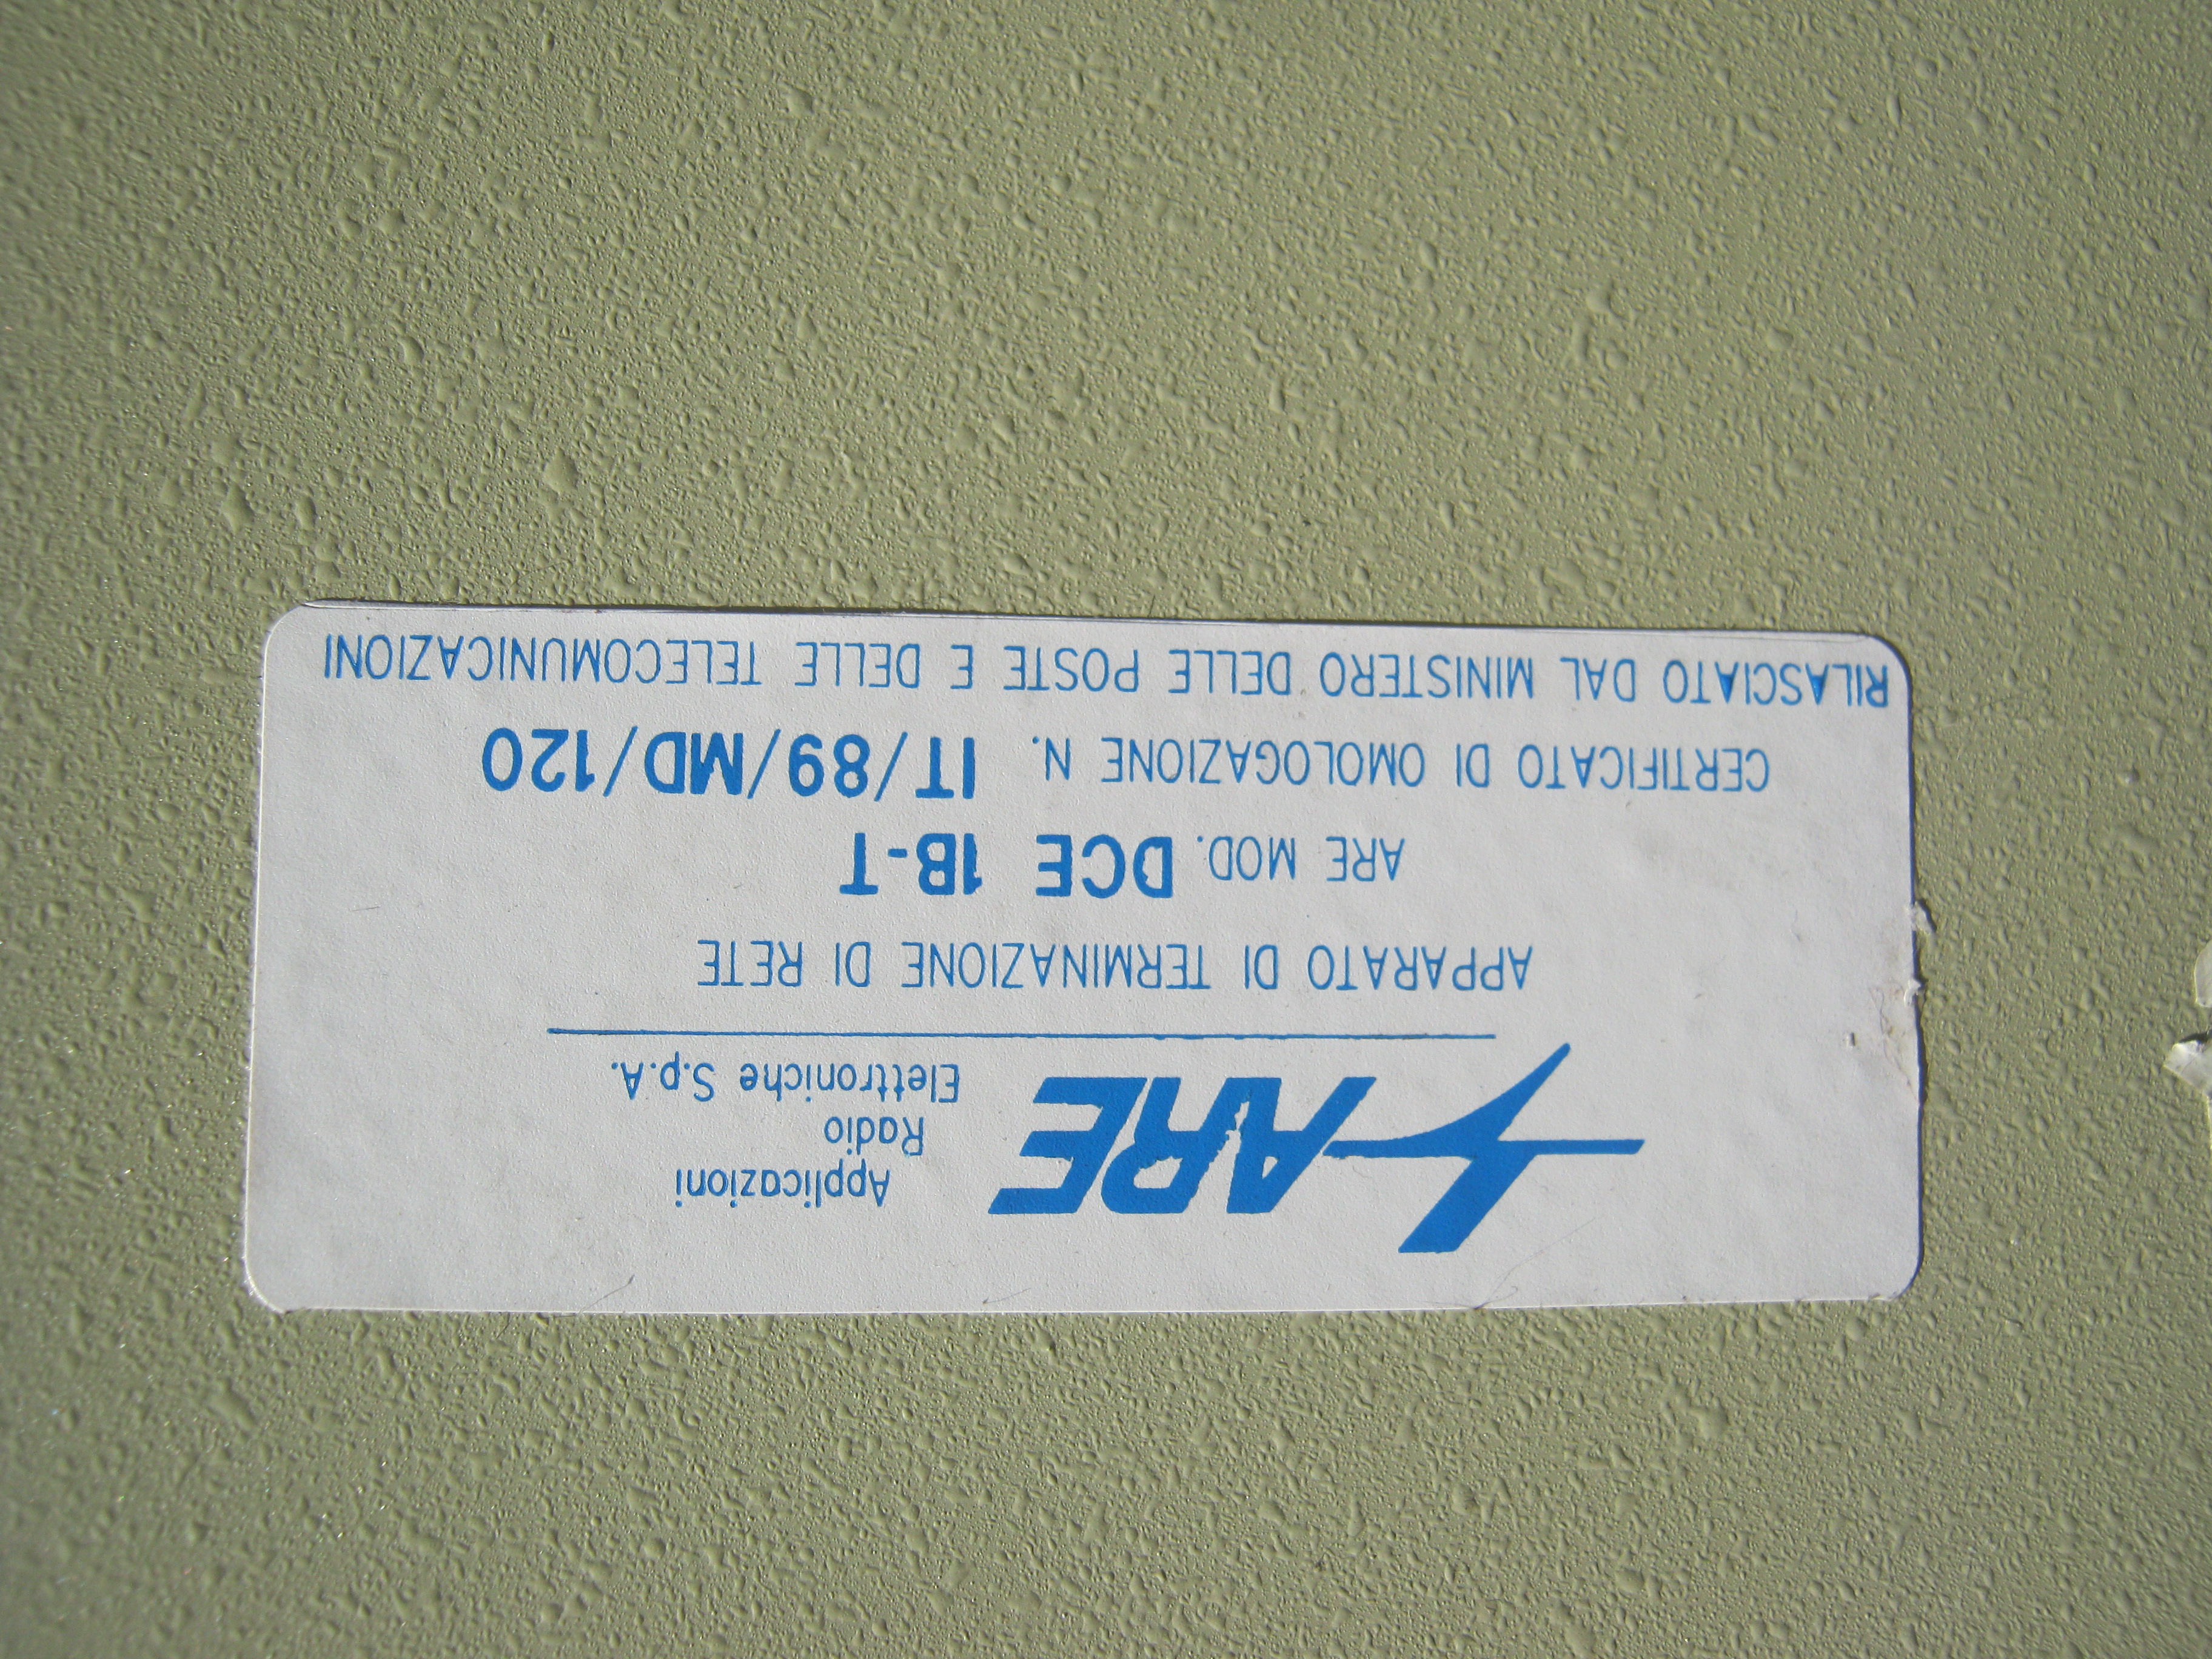 ARE
Applicazioni
Radio
Elettroniche S.p.A.
APPARATO DI TERMINAZIONE DI RETE
ARE MOD. DCE 1B-T
CERTIFICATO DI OMOLOGAZIONE N. IT/89/MD/120
RILASCIATO DAL MINISTERO DELLE POSTE E DELLE TELECOMUNICAZIONI